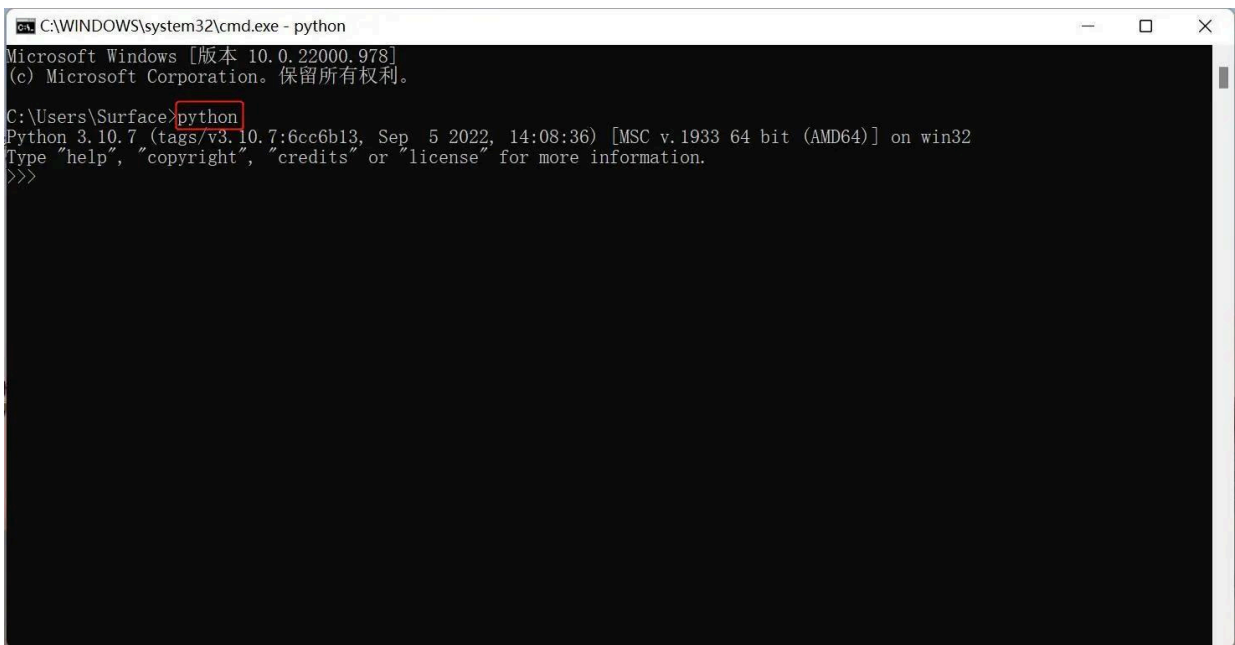 C:\WINDOWS\system32\cmd.exe - python
Microsoft Windows [版本 10.0.22000.978]
(c) Microsoft Corporation。保留所有权利。
C:\Users\Surface>python
Python 3.10.7 (tags/v3.10.7:6cc6b13, Sep  5 2022, 14:08:36) [MSC v.1933 64 bit (AMD64)] on win32
Type "help", "copyright", "credits" or "license" for more information.
>>>